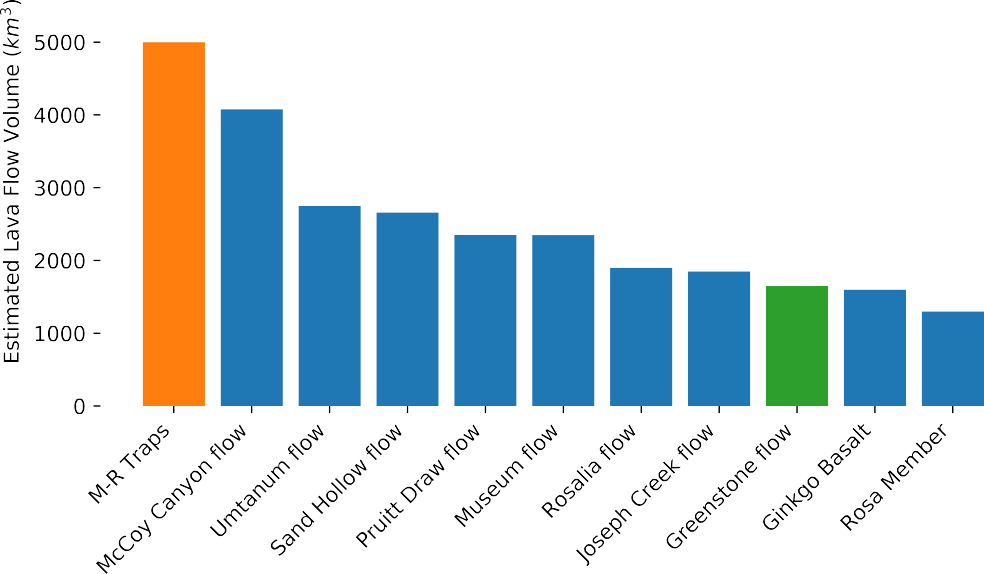 Estimated Lava Flow Volume (km³)
5000
4000
3000
2000
1000
0
M-R Traps
McCoy Canyon flow
Umtanum flow
Sand Hollow flow
Pruitt Draw flow
Museum flow
Rosalia flow
Joseph Creek flow
Greenstone flow
Ginkgo Basalt
Rosa Member